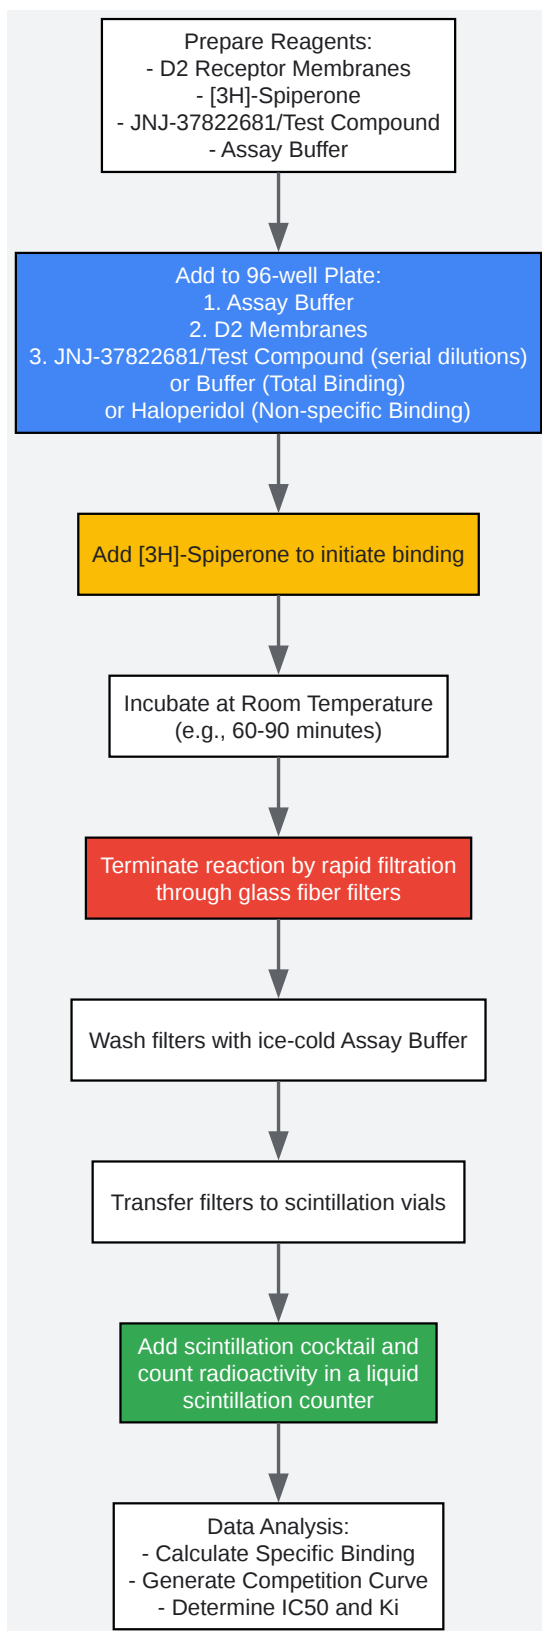 Prepare Reagents:
- D2 Receptor Membranes
- [3H]-Spiperone
- JNJ-37822681/Test Compound
- Assay Buffer
Add to 96-well Plate:
1. Assay Buffer
2. D2 Membranes
3. JNJ-37822681/Test Compound (serial dilutions)
or Buffer (Total Binding)
or Haloperidol (Non-specific Binding)
Add [3H]-Spiperone to initiate binding
Incubate at Room Temperature
(e.g., 60-90 minutes)
Terminate reaction by rapid filtration
through glass fiber filters
Wash filters with ice-cold Assay Buffer
Transfer filters to scintillation vials
Add scintillation cocktail and
count radioactivity in a liquid
scintillation counter
Data Analysis:
- Calculate Specific Binding
- Generate Competition Curve
- Determine IC50 and Ki